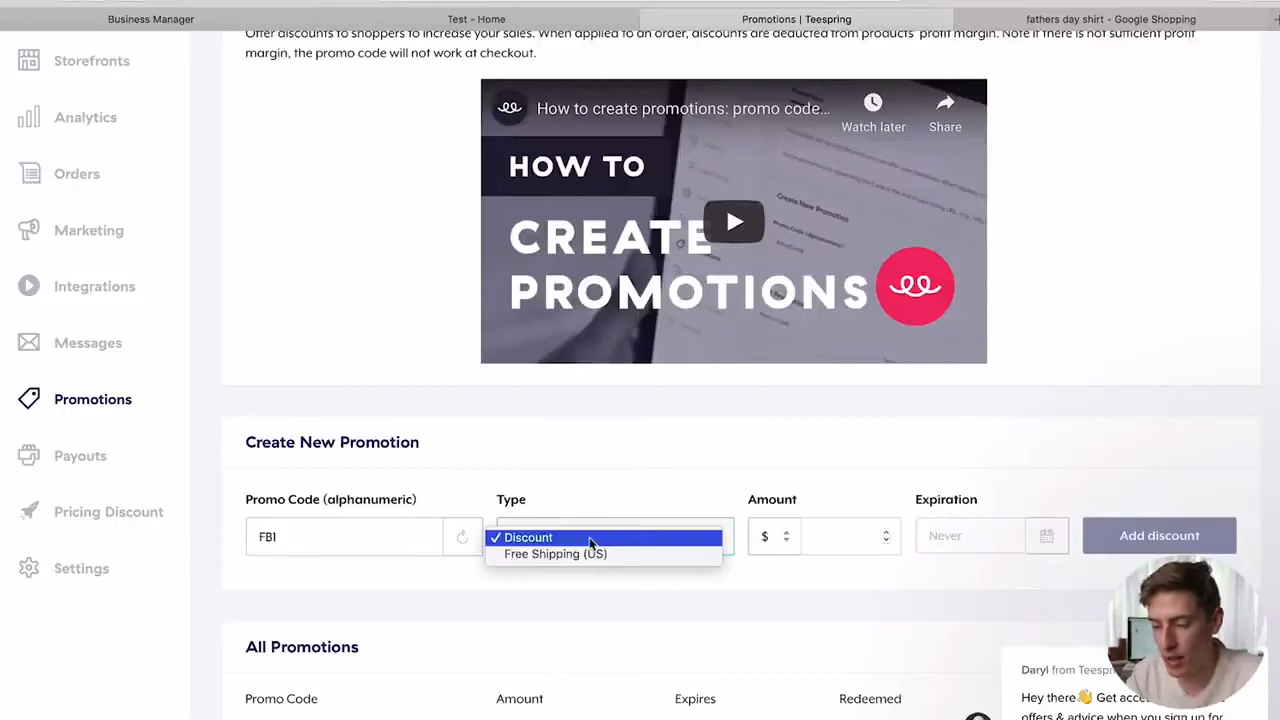 Business Manager
Test - Home
Promotions | Teespring
fathers day shirt - Google Shopping
Offer discounts to shoppers to increase your sales. When applied to an order, discounts are deducted from products' profit margin. Note if there is not sufficient profit
margin, the promo code will not work at checkout.
Storefronts
Analytics
Orders
Marketing
Integrations
Messages
Promotions
Payouts
Pricing Discount
Settings
How to create promotions: promo code...
Watch later
Share
HOW TO
CREATE
PROMOTIONS
Create New Promotion
Promo Code (alphanumeric)
Type
Amount
Expiration
FB1
Discount
Free Shipping (US)
$
Never
Add discount
All Promotions
Promo Code
Amount
Expires
Redeemed
Daryl from
Hey there👋 Get
offers & advice when you sign up for